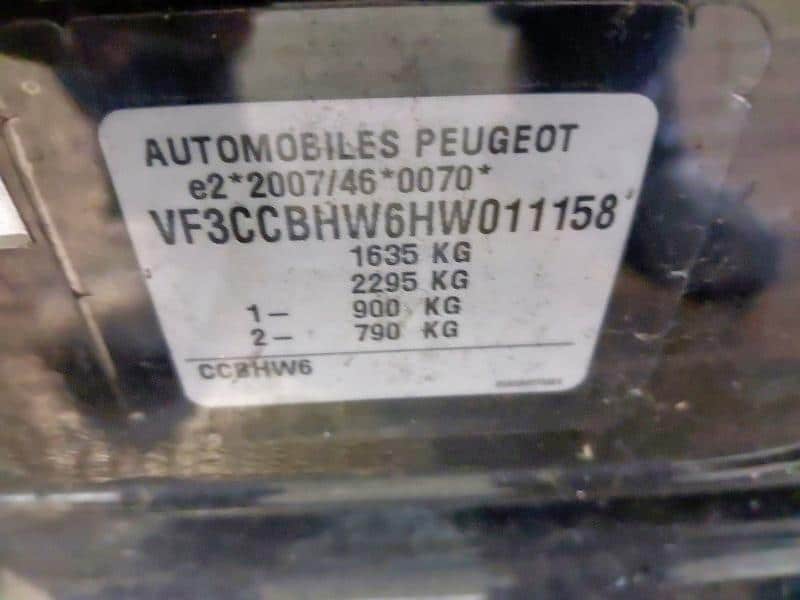 AUTOMOBILES PEUGEOT
e2*2007/46*0070*
VF3CCBHW6HW011158
1635 KG
2295 KG
1- 900 KG
2- 790 KG
CCBHW6